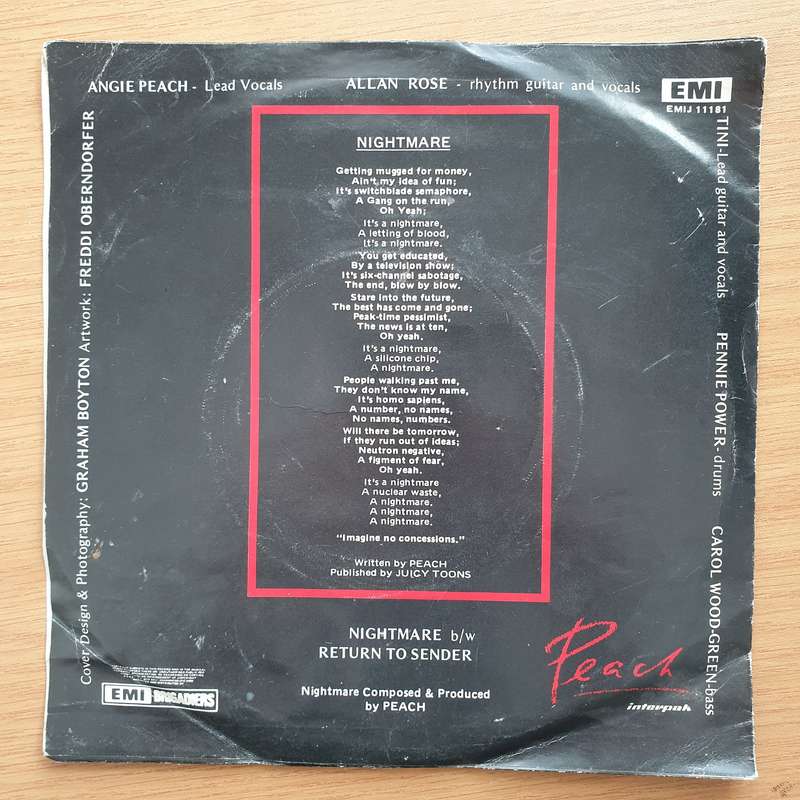 ANGIE PEACH - Lead Vocals
ALLAN ROSE - rhythm guitar and vocals
EMI
EMIJ 11181
TINI-Lead guitar and vocals
PENNIE POWER- drums
CAROL WOOD-GREEN-bass
Cover Design & Photography: GRAHAM BOYTON Artwork: FREDDI OBERNDORFER
NIGHTMARE
Getting mugged for money,
Ain't my idea of fun;
It's switchblade semaphore,
A Gang on the run,
Oh Yeah;
It's a nightmare,
A letting of blood,
It's a nightmare.
You get educated,
By a television show;
It's six-channel sabotage,
The end, blow by blow.
Stare into the future,
The best has come and gone;
Peak-time pessimist,
The news is at ten,
Oh yeah.
It's a nightmare,
A silicone chip,
A nightmare.
People walking past me,
They don't know my name,
It's homo sapiens,
A number, no names,
No names, numbers.
Will there be tomorrow,
If they run out of ideas;
Neutron negative,
A figment of fear,
Oh yeah.
It's a nightmare
A nuclear waste,
A nightmare,
A nightmare,
A nightmare.
"Imagine no concessions."
Written by PEACH
Published by JUICY TOONS
NIGHTMARE b/w
RETURN TO SENDER
Nightmare Composed & Produced
by PEACH
Peach
interpak
EMI BRIGADIERS